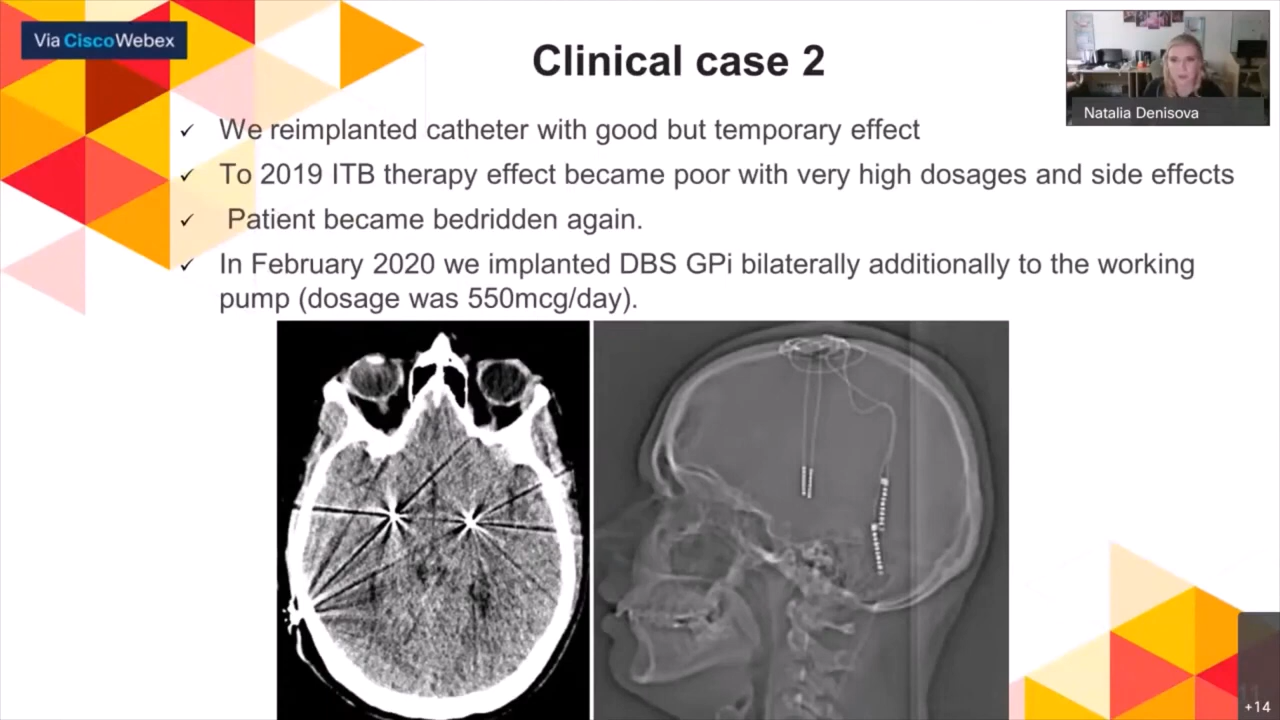 Via Cisco Webex
Clinical case 2
Natalia Denisova
We reimplanted catheter with good but temporary effect
To 2019 ITB therapy effect became poor with very high dosages and side effects
Patient became bedridden again.
In February 2020 we implanted DBS GPi bilaterally additionally to the working
pump (dosage was 550mcg/day).
+14